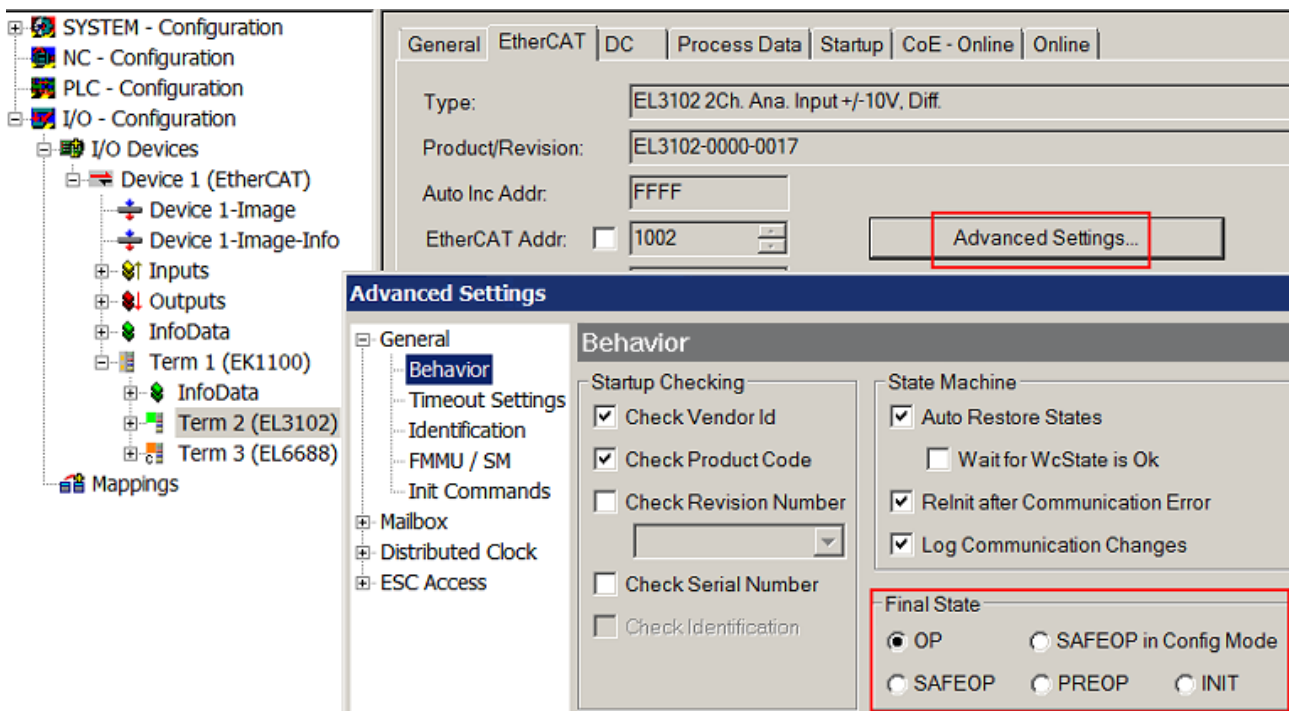 SYSTEM - Configuration
NC - Configuration
PLC - Configuration
I/O - Configuration
I/O Devices
Device 1 (EtherCAT)
Device 1-Image
Device 1-Image-Info
Inputs
Outputs
InfoData
Term 1 (EK1100)
InfoData
Term 2 (EL3102)
Term 3 (EL6688)
Mappings
General EtherCAT DC Process Data Startup CoE - Online Online
Type: EL3102 2Ch. Ana. Input +/-10V, Diff.
Product/Revision: EL3102-0000-0017
Auto Inc Addr: FFFF
EtherCAT Addr: 1002 Advanced Settings...
Advanced Settings
General
Behavior
Timeout Settings
Identification
FMMU / SM
Init Commands
Mailbox
Distributed Clock
ESC Access
Behavior
Startup Checking
Check Vendor Id
Check Product Code
Check Revision Number
Check Serial Number
Check Identification
State Machine
Auto Restore States
Wait for WcState is Ok
ReInit after Communication Error
Log Communication Changes
Final State
OP SAFEOP in Config Mode
SAFEOP PREOP INIT